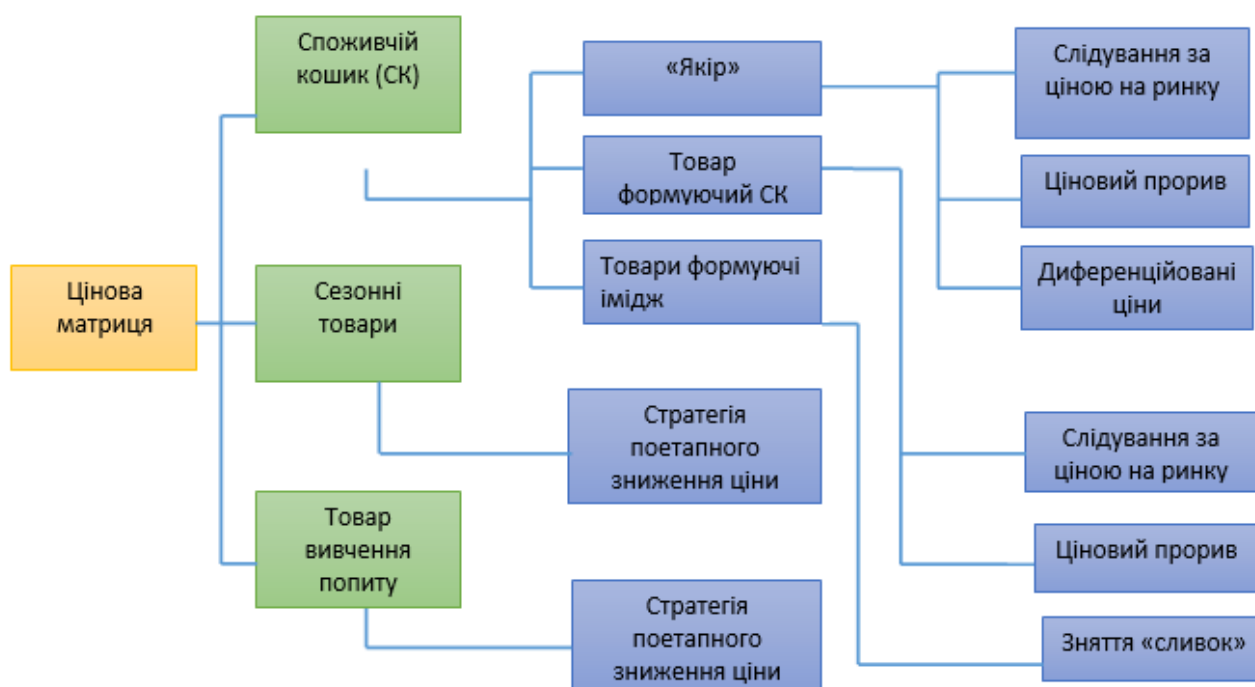 Споживчій
кошик (СК)
«Якір»
Слідування за
ціною на ринку
Товар
формуючий СК
Ціновий прорив
Товари формуючі
імідж
Диференційовані
ціни
Цінова
матриця
Сезонні
товари
Стратегія
поетапного
зниження ціни
Слідування за
ціною на ринку
Товар
вивчення
попиту
Ціновий прорив
Стратегія
поетапного
зниження ціни
Зняття «сливок»